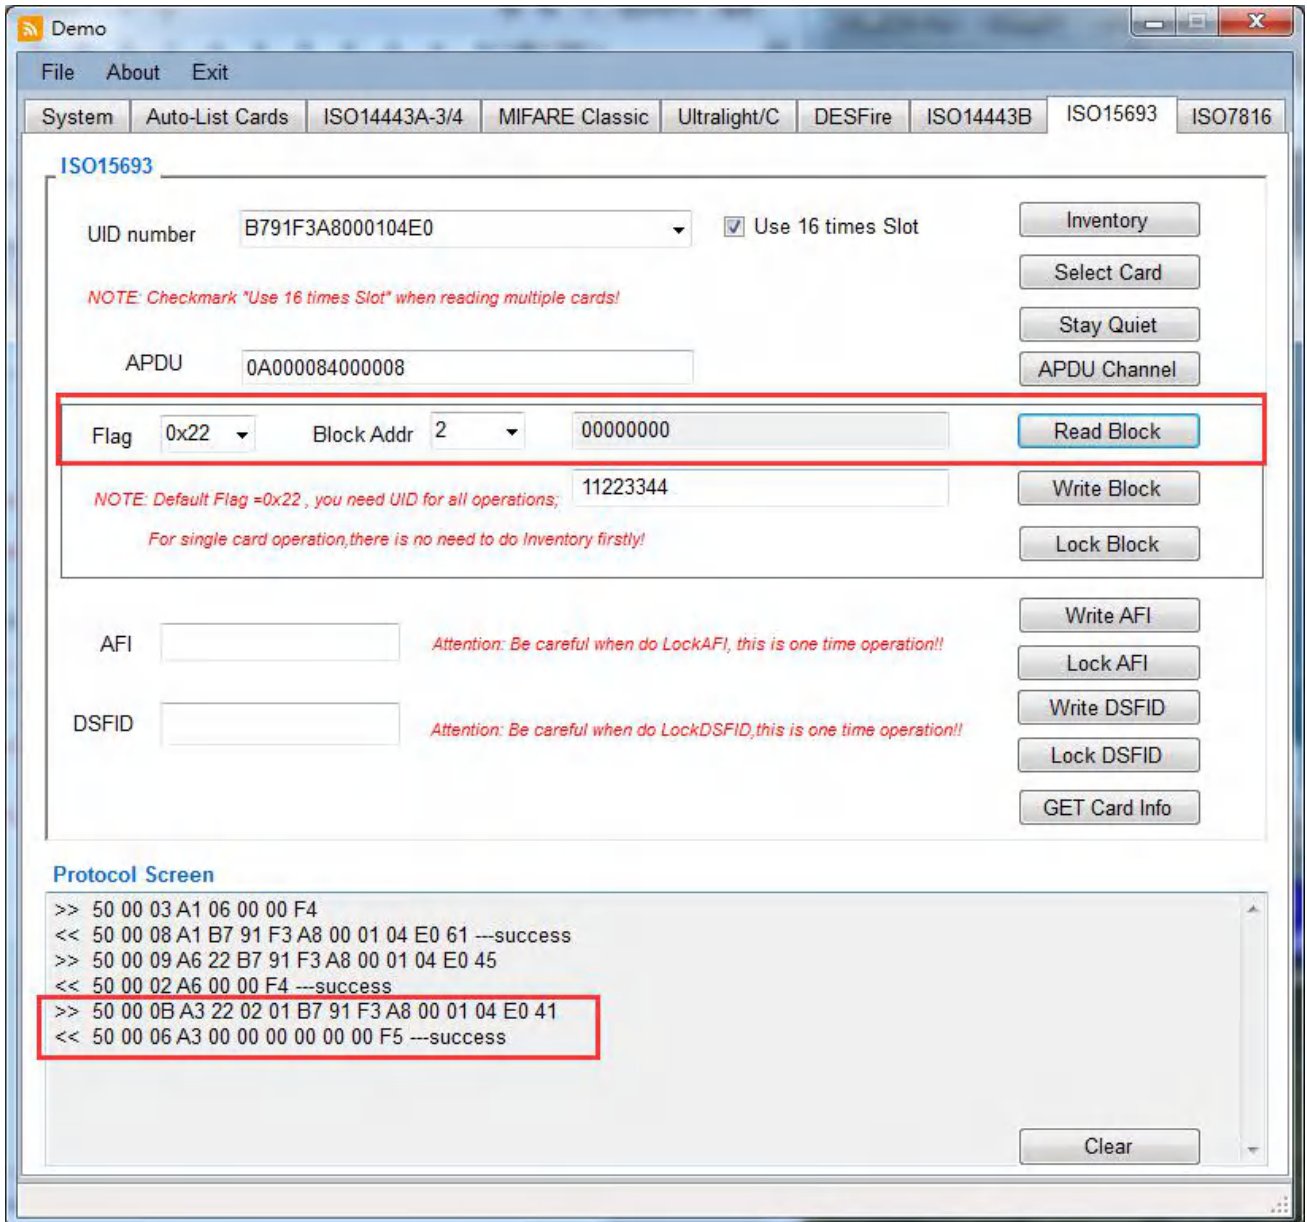 Demo
File About Exit
System Auto-List Cards ISO14443A-3/4 MIFARE Classic Ultralight/C DESFire ISO14443B ISO15693 ISO7816
ISO15693
UID number B791F3A8000104E0 Use 16 times Slot Inventory
Select Card
NOTE: Checkmark "Use 16 times Slot" when reading multiple cards!
Stay Quiet
APDU 0A000084000008 APDU Channel
Flag 0x22 Block Addr 2 00000000 Read Block
NOTE: Default Flag =0x22 , you need UID for all operations; 11223344 Write Block
For single card operation,there is no need to do Inventory firstly! Lock Block
Write AFI
AFI Attention: Be careful when do LockAFI, this is one time operation!!
Lock AFI
Write DSFID
DSFID Attention: Be careful when do LockDSFID,this is one time operation!!
Lock DSFID
GET Card Info
Protocol Screen
>> 50 00 03 A1 06 00 00 F4
<< 50 00 08 A1 B7 91 F3 A8 00 01 04 E0 61 ---success
>> 50 00 09 A6 22 B7 91 F3 A8 00 01 04 E0 45
<< 50 00 02 A6 00 00 F4 ---success
>> 50 00 0B A3 22 02 01 B7 91 F3 A8 00 01 04 E0 41
<< 50 00 06 A3 00 00 00 00 00 00 F5 ---success
Clear